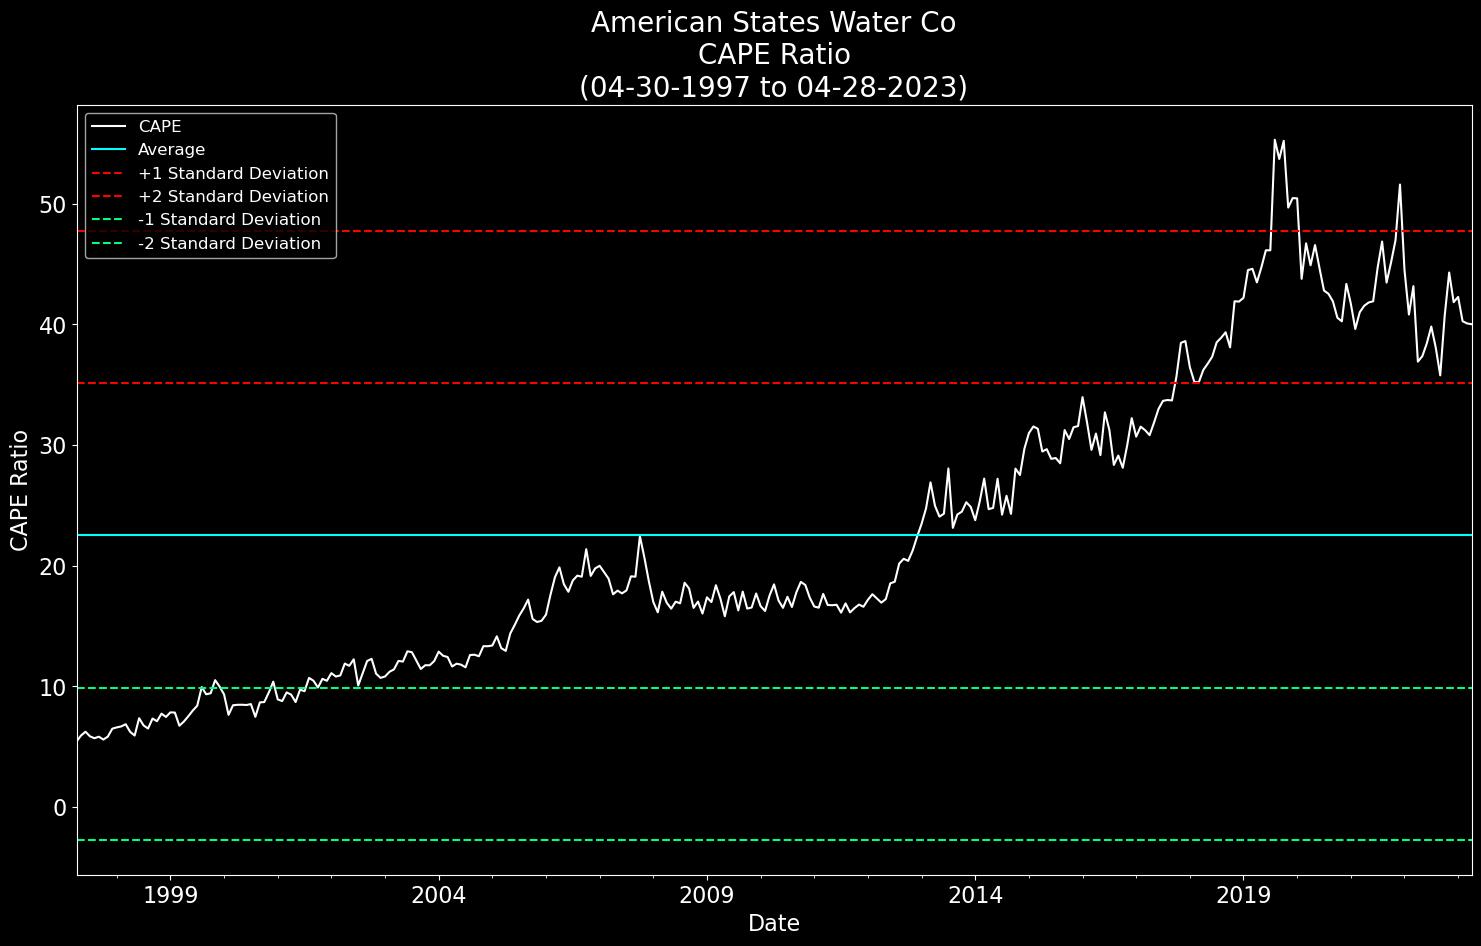 American States Water Co
CAPE Ratio
(04-30-1997 to 04-28-2023)
CAPE
Average
+1 Standard Deviation
+2 Standard Deviation
-1 Standard Deviation
-2 Standard Deviation
50
40
30
20
10
0
CAPE Ratio
1999 2004 2009 2014 2019
Date